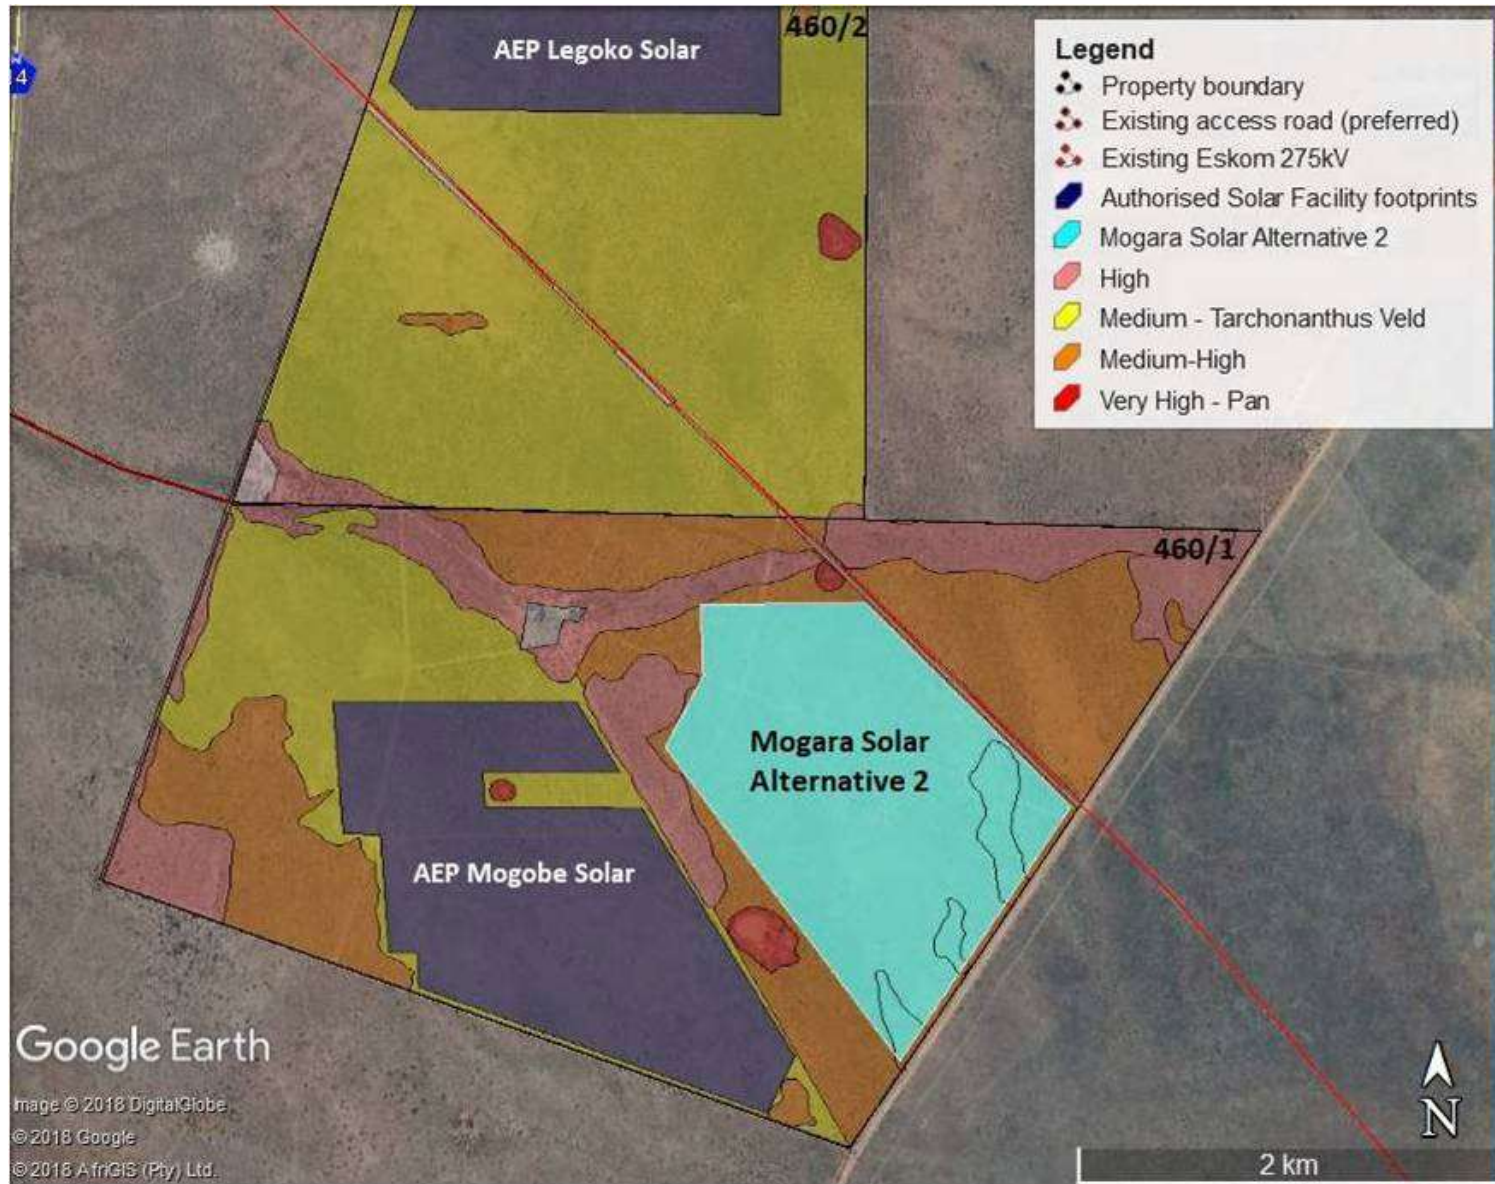 AEP Legoko Solar
460/2
14
Legend
Property boundary
Existing access road (preferred)
Existing Eskom 275kV
Authorised Solar Facility footprints
Mogara Solar Alternative 2
High
Medium - Tarchonanthus Veld
Medium-High
Very High - Pan
460/1
Mogara Solar
Alternative 2
AEP Mogobe Solar
Google Earth
Image © 2018 DigitalGlobe
© 2018 Google
© 2018 AfriGIS (Pty) Ltd.
N
2 km